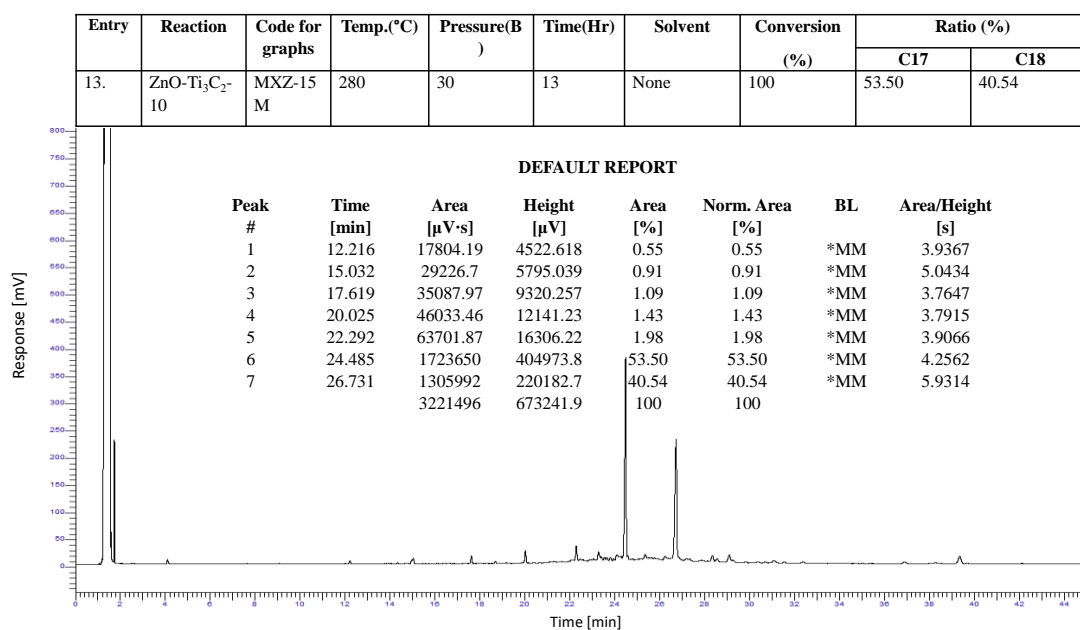 Entry Reaction Code for graphs Temp.(°C) Pressure(B ) Time(Hr) Solvent Conversion (%) Ratio (%)
C17 C18
13. ZnO-Ti₃C₂-10 MXZ-15 M 280 30 13 None 100 53.50 40.54
DEFAULT REPORT
Peak Time Area Height Area Norm. Area BL Area/Height
# [min] [µV·s] [µV] [%] [%] [s]
1 12.216 17804.19 4522.618 0.55 0.55 *MM 3.9367
2 15.032 29226.7 5795.039 0.91 0.91 *MM 5.0434
3 17.619 35087.97 9320.257 1.09 1.09 *MM 3.7647
4 20.025 46033.46 12141.23 1.43 1.43 *MM 3.7915
5 22.292 63701.87 16306.22 1.98 1.98 *MM 3.9066
6 24.485 1723650 404973.8 53.50 53.50 *MM 4.2562
7 26.731 1305992 220182.7 40.54 40.54 *MM 5.9314
3221496 673241.9 100 100
Response [mV]
800
750
700
650
600
550
500
450
400
350
300
250
200
150
100
50
0
0 2 4 6 8 10 12 14 16 18 20 22 24 26 28 30 32 34 36 38 40 42 44
Time [min]